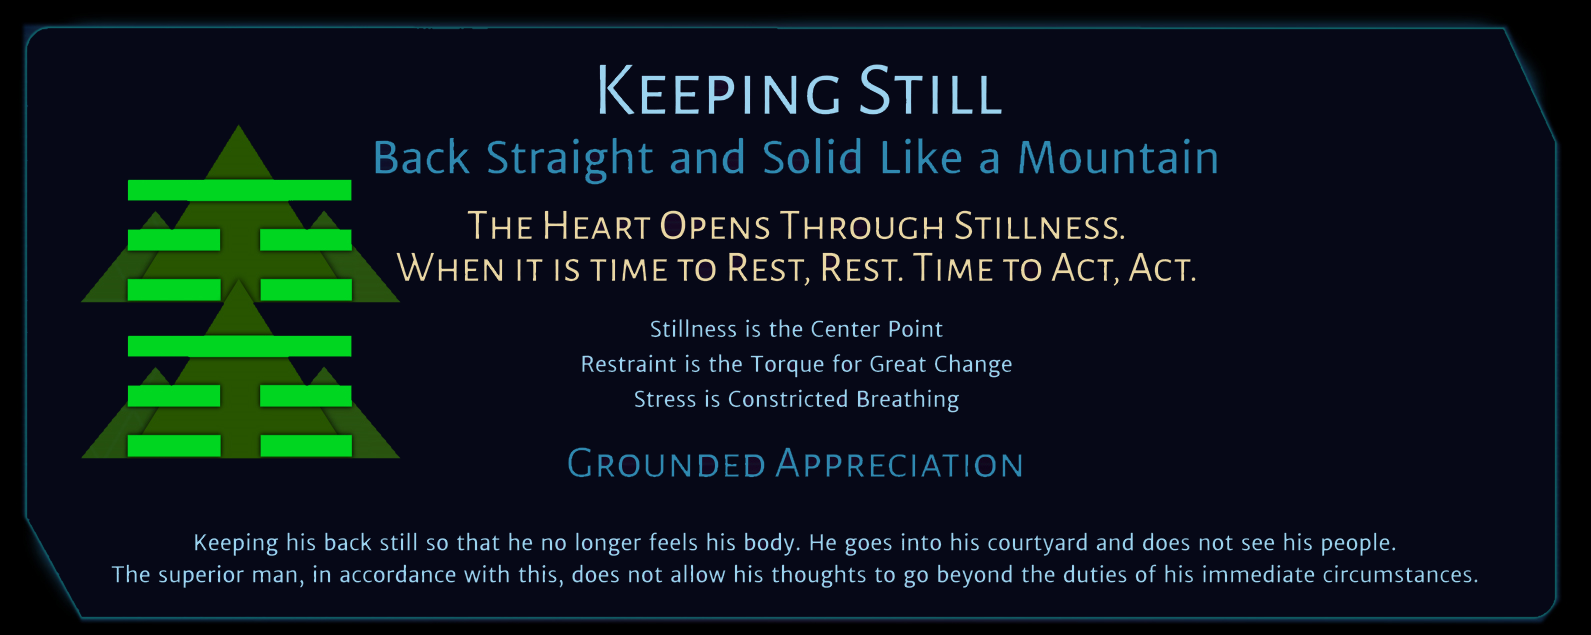 Keeping Still
Back Straight and Solid Like a Mountain
The Heart Opens Through Stillness.
When it is time to Rest, Rest. Time to Act, Act.
Stillness is the Center Point
Restraint is the Torque for Great Change
Stress is Constricted Breathing
Grounded Appreciation
Keeping his back still so that he no longer feels his body. He goes into his courtyard and does not see his people.
The superior man, in accordance with this, does not allow his thoughts to go beyond the duties of his immediate circumstances.